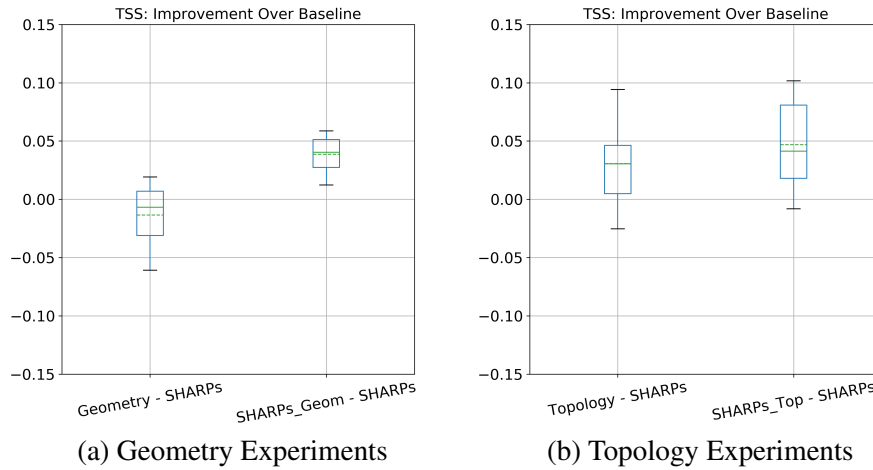 TSS: Improvement Over Baseline
0.15
0.10
0.05
0.00
−0.05
−0.10
−0.15
Geometry - SHARPs
SHARPs_Geom - SHARPs
(a) Geometry Experiments
TSS: Improvement Over Baseline
0.15
0.10
0.05
0.00
−0.05
−0.10
−0.15
Topology - SHARPs
SHARPs_Top - SHARPs
(b) Topology Experiments